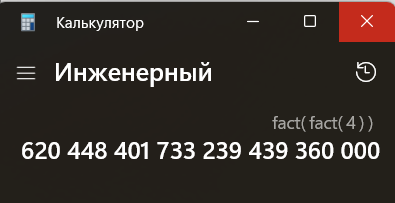 Калькулятор
Инженерный
fact( fact( 4 ) )
620 448 401 733 239 439 360 000